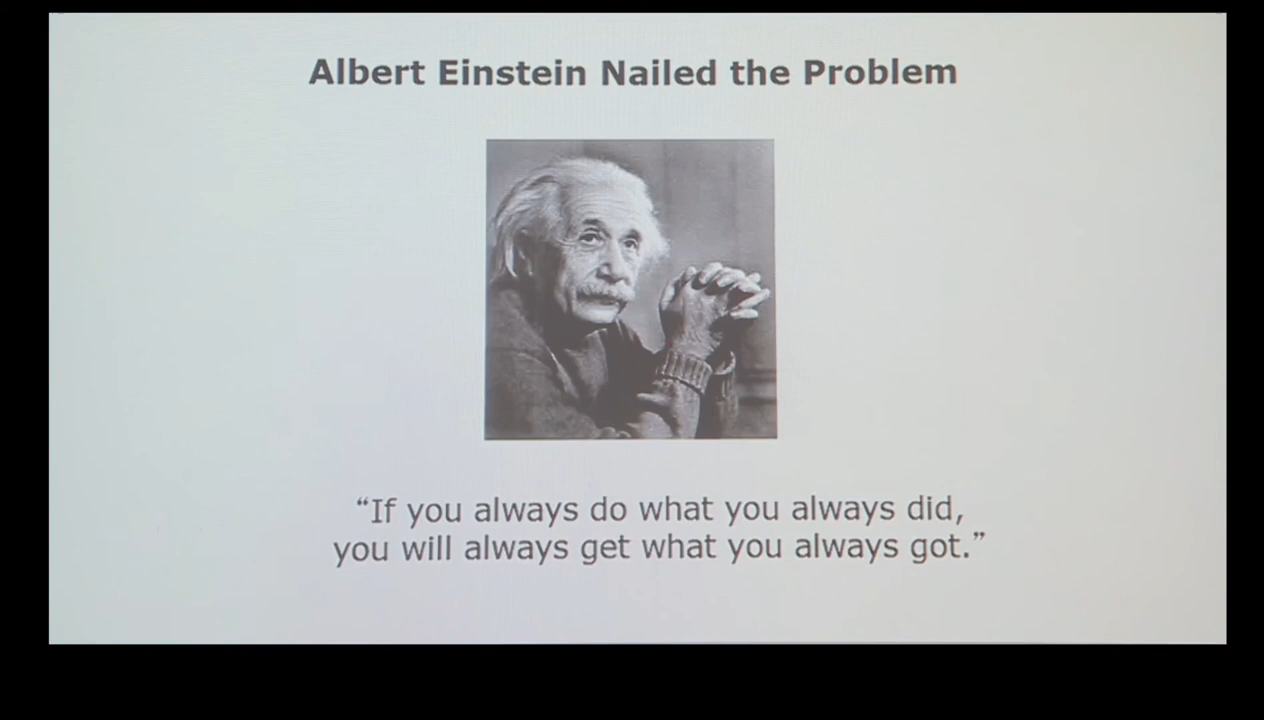 Albert Einstein Nailed the Problem
“If you always do what you always did,
you will always get what you always got.”